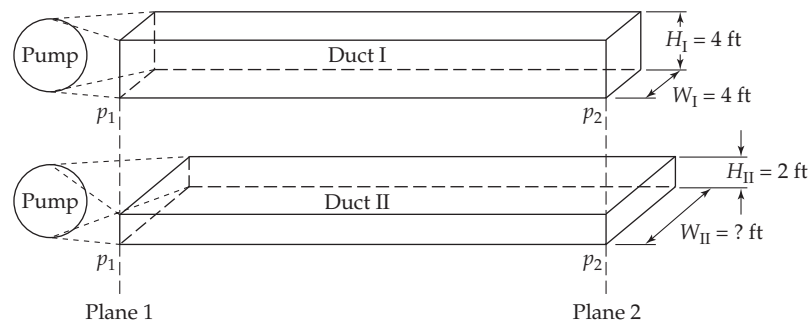 Pump
Duct I
H_I = 4 ft
W_I = 4 ft
p_1
p_2
Pump
Duct II
H_II = 2 ft
W_II = ? ft
p_1
p_2
Plane 1
Plane 2